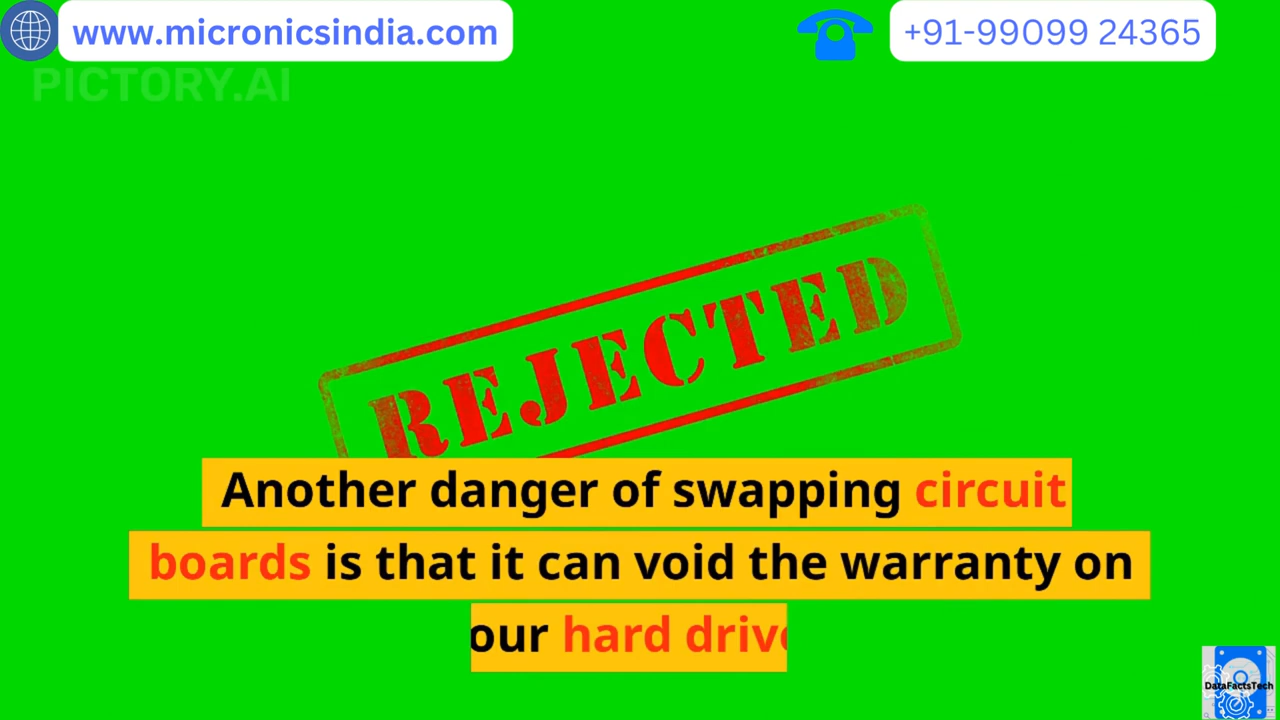 www.micronicsindia.com
+91-99099 24365
PICTORY.AI
REJECTED
Another danger of swapping circuit
boards is that it can void the warranty on
our hard drive
DataFactsTech